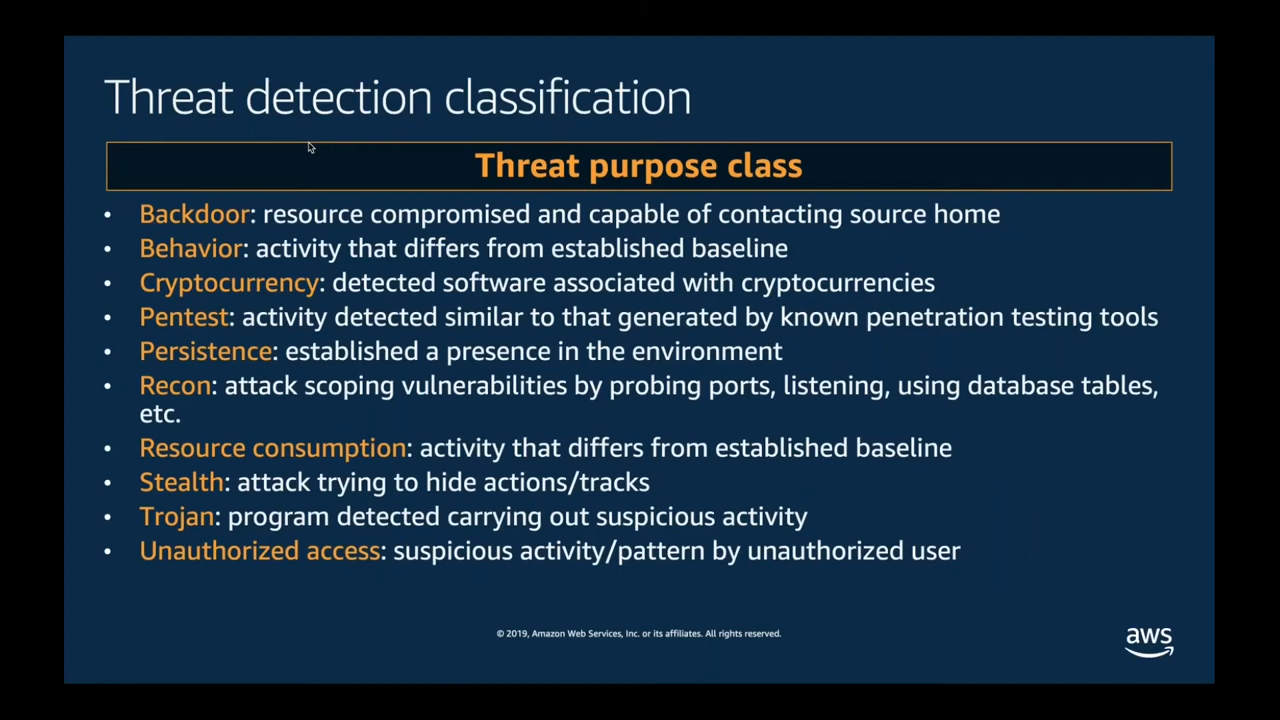 Threat detection classification
Threat purpose class
• Backdoor: resource compromised and capable of contacting source home
• Behavior: activity that differs from established baseline
• Cryptocurrency: detected software associated with cryptocurrencies
• Pentest: activity detected similar to that generated by known penetration testing tools
• Persistence: established a presence in the environment
• Recon: attack scoping vulnerabilities by probing ports, listening, using database tables,
etc.
• Resource consumption: activity that differs from established baseline
• Stealth: attack trying to hide actions/tracks
• Trojan: program detected carrying out suspicious activity
• Unauthorized access: suspicious activity/pattern by unauthorized user
© 2019, Amazon Web Services, Inc. or its affiliates. All rights reserved.
aws